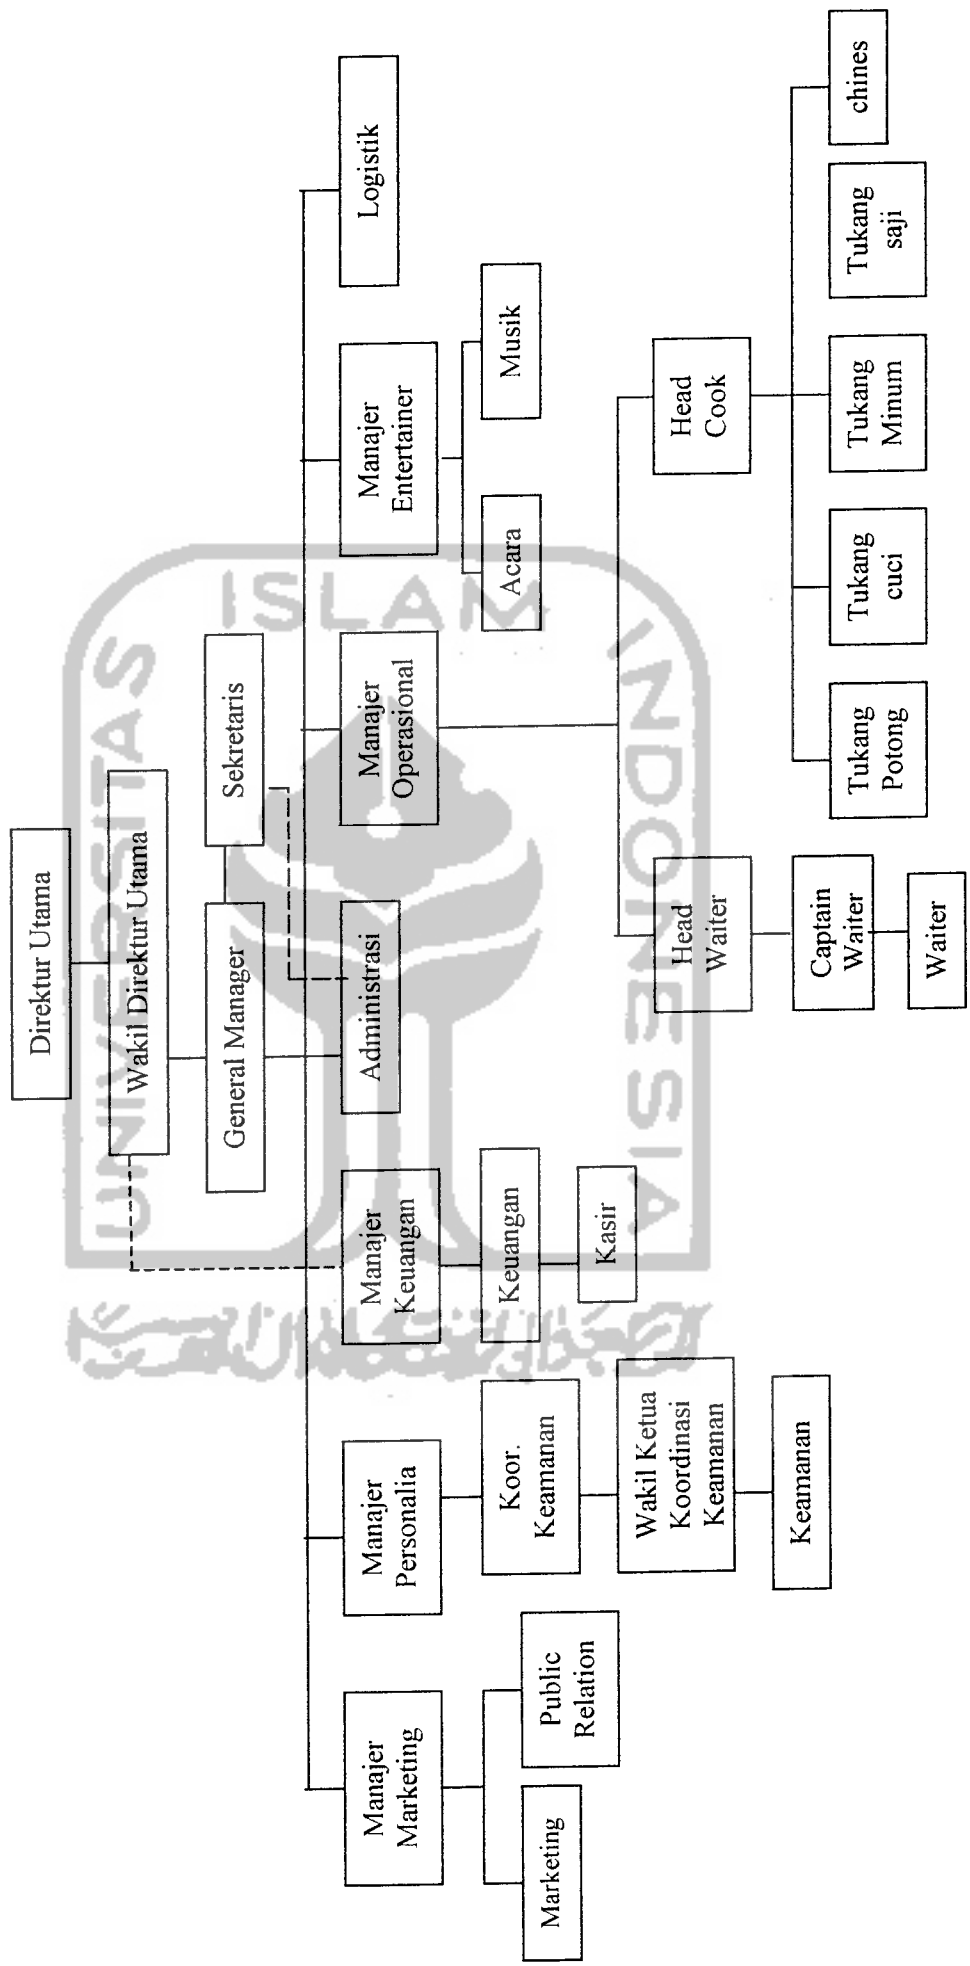 Direktur Utama
Wakil Direktur Utama
General Manager
Sekretaris
Manajer
Marketing
Manajer
Personalia
Manajer
Keuangan
Administrasi
Manajer
Operasional
Manajer
Entertainer
Logistik
Marketing
Public
Relation
Koor.
Keamanan
Wakil Ketua
Koordinasi
Keamanan
Keamanan
Keuangan
Kasir
Acara
Musik
Head
Waiter
Captain
Waiter
Waiter
Head
Cook
Tukang
Potong
Tukang
cuci
Tukang
Minum
Tukang
saji
chines
UNIVERSITAS
ISLAM
INDONESIA